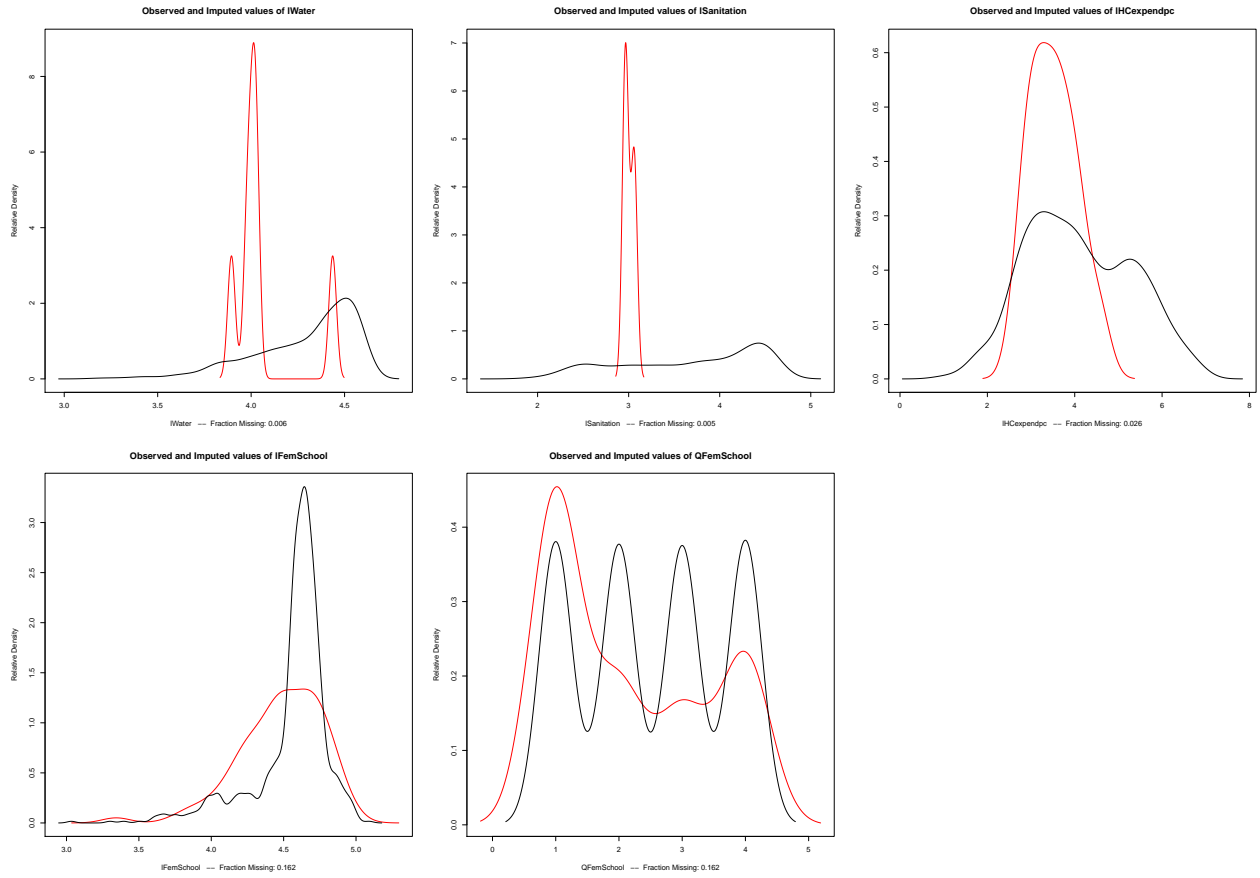 Observed and Imputed values of lWater
Relative Density
0 2 4 6 8
3.0 3.5 4.0 4.5
lWater −− Fraction Missing: 0.006
Observed and Imputed values of lSanitation
Relative Density
0 1 2 3 4 5 6 7
2 3 4 5
lSanitation −− Fraction Missing: 0.005
Observed and Imputed values of lHCexpendpc
Relative Density
0.0 0.1 0.2 0.3 0.4 0.5 0.6
0 2 4 6 8
lHCexpendpc −− Fraction Missing: 0.026
Observed and Imputed values of lFemSchool
Relative Density
0.0 0.5 1.0 1.5 2.0 2.5 3.0
3.0 3.5 4.0 4.5 5.0
lFemSchool −− Fraction Missing: 0.162
Observed and Imputed values of QFemSchool
Relative Density
0.0 0.1 0.2 0.3 0.4
0 1 2 3 4 5
QFemSchool −− Fraction Missing: 0.162